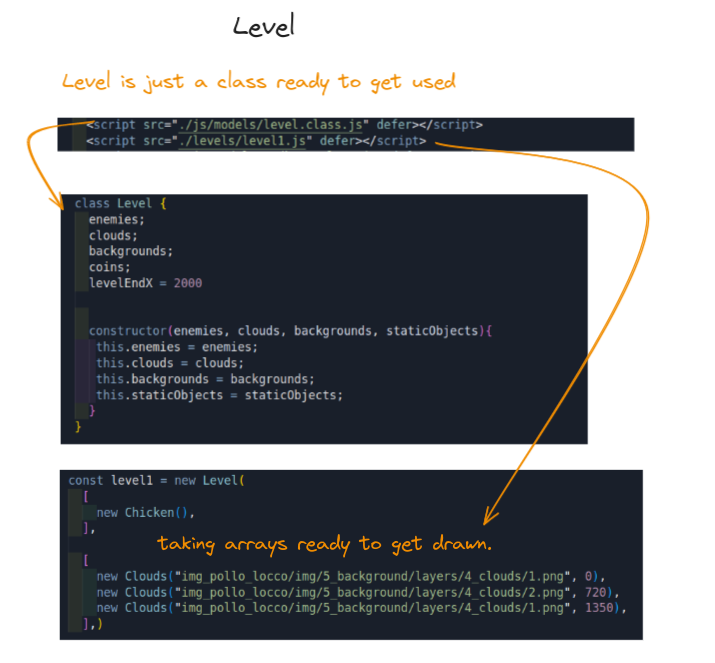 Level
Level is just a class ready to get used
<script src="./js/models/level.class.js" defer></script>
<script src="./levels/level1.js" defer></script>
class Level {
enemies;
clouds;
backgrounds;
coins;
levelEndX = 2000
constructor(enemies, clouds, backgrounds, staticObjects){
this.enemies = enemies;
this.clouds = clouds;
this.backgrounds = backgrounds;
this.staticObjects = staticObjects;
}
}
const level1 = new Level(
[
new Chicken(),
],
taking arrays ready to get drawn.
[
new Clouds("img_pollo_locco/img/5_background/layers/4_clouds/1.png", 0),
new Clouds("img_pollo_locco/img/5_background/layers/4_clouds/2.png", 720),
new Clouds("img_pollo_locco/img/5_background/layers/4_clouds/1.png", 1350),
],)